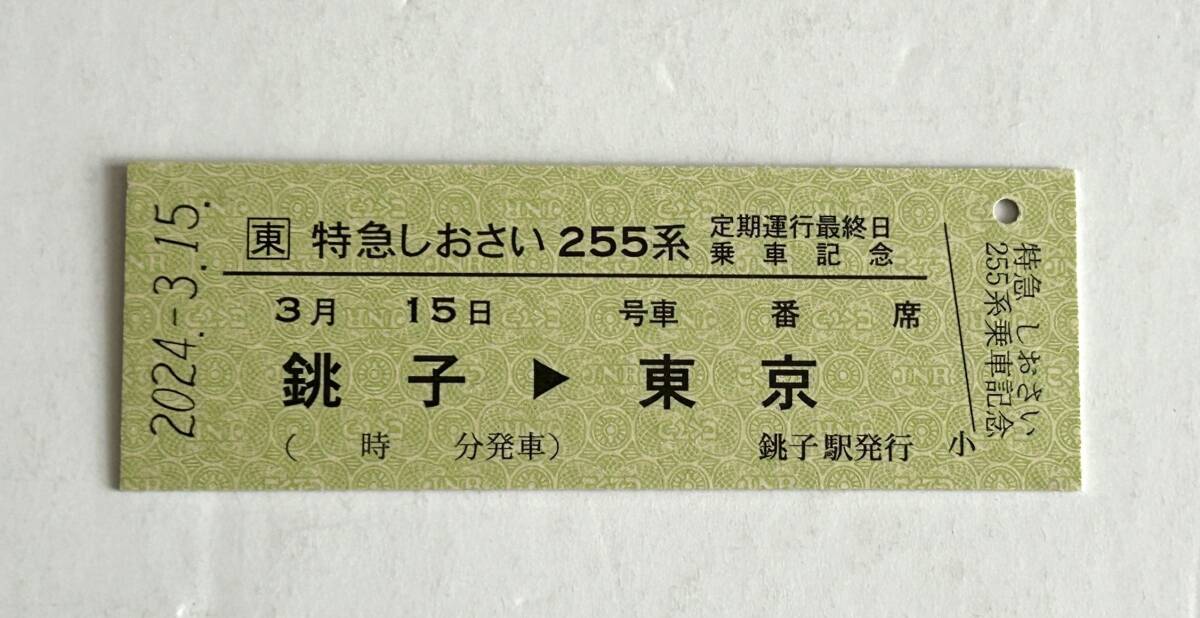 2024.-3.15.
東 特急しおさい 255系 定期運行最終日
乗車記念
3月 15日 号車 番 席
銚子 ▶ 東京
( 時 分発車) 銚子駅発行 小
特急 しおさい
255系乗車記念